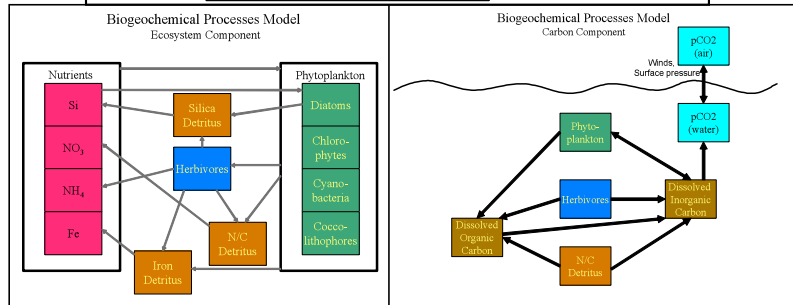 Biogeochemical Processes Model
Ecosystem Component
Nutrients
Si
NO3
NH4
Fe
Silica
Detritus
Herbivores
N/C
Detritus
Iron
Detritus
Phytoplankton
Diatoms
Chloro-
phytes
Cyano-
bacteria
Cocco-
lithophores
Biogeochemical Processes Model
Carbon Component
pCO2
(air)
Winds,
Surface pressure
pCO2
(water)
Phyto-
plankton
Herbivores
Dissolved
Inorganic
Carbon
Dissolved
Organic
Carbon
N/C
Detritus